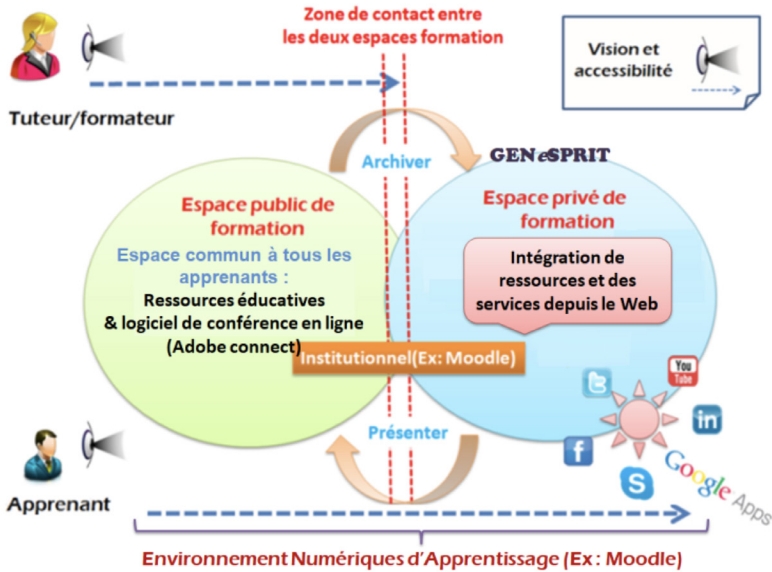 Zone de contact entre
les deux espaces formation
Vision et
accessibilité
Tuteur/formateur
Archiver
GENeSPRIT
Espace public de
formation
Espace commun à tous les
apprenants :
Ressources éducatives
& logiciel de conférence en ligne
(Adobe connect)
Espace privé de
formation
Intégration de
ressources et des
services depuis le Web
Institutionnel(Ex: Moodle)
You
Tube
in
f
S
Google Apps
Présenter
Apprenant
Environnement Numériques d'Apprentissage (Ex : Moodle)